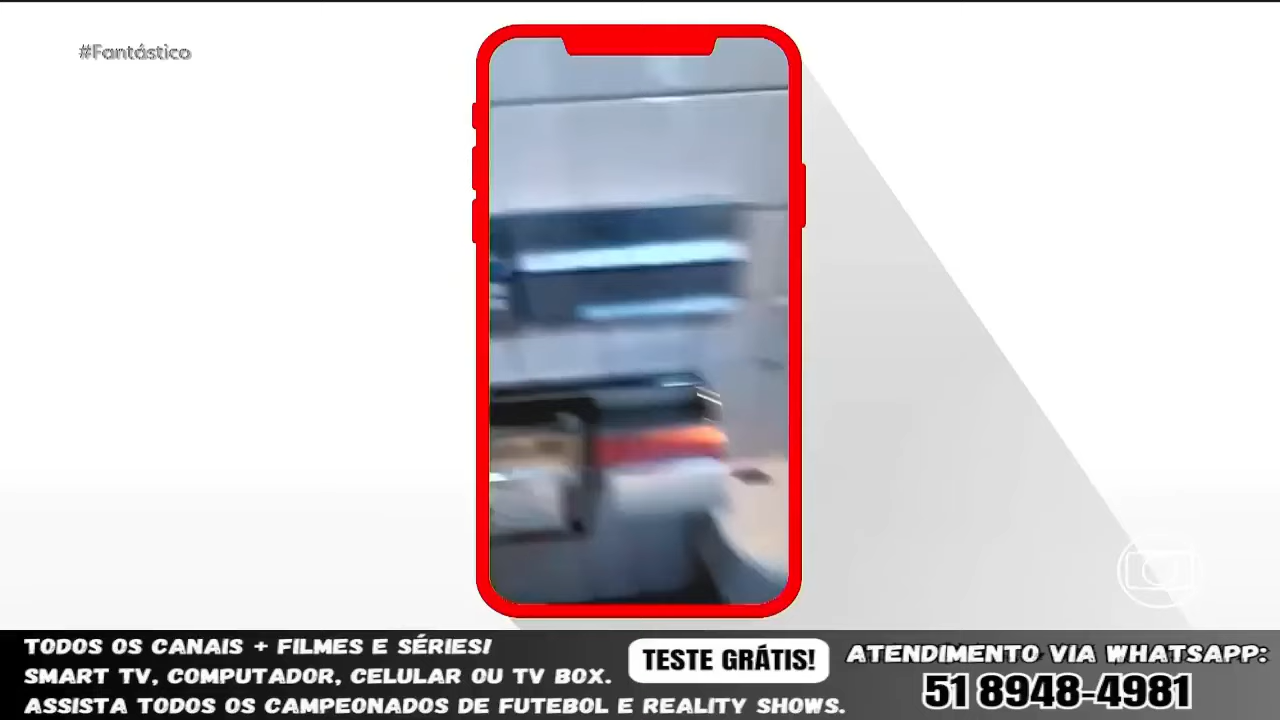 #Fantástico
TODOS OS CANAIS + FILMES E SÉRIES!
SMART TV, COMPUTADOR, CELULAR OU TV BOX.
ASSISTA TODOS OS CAMPEONADOS DE FUTEBOL E REALITY SHOWS.
TESTE GRÁTIS!
ATENDIMENTO VIA WHATSAPP:
51 8948-4981